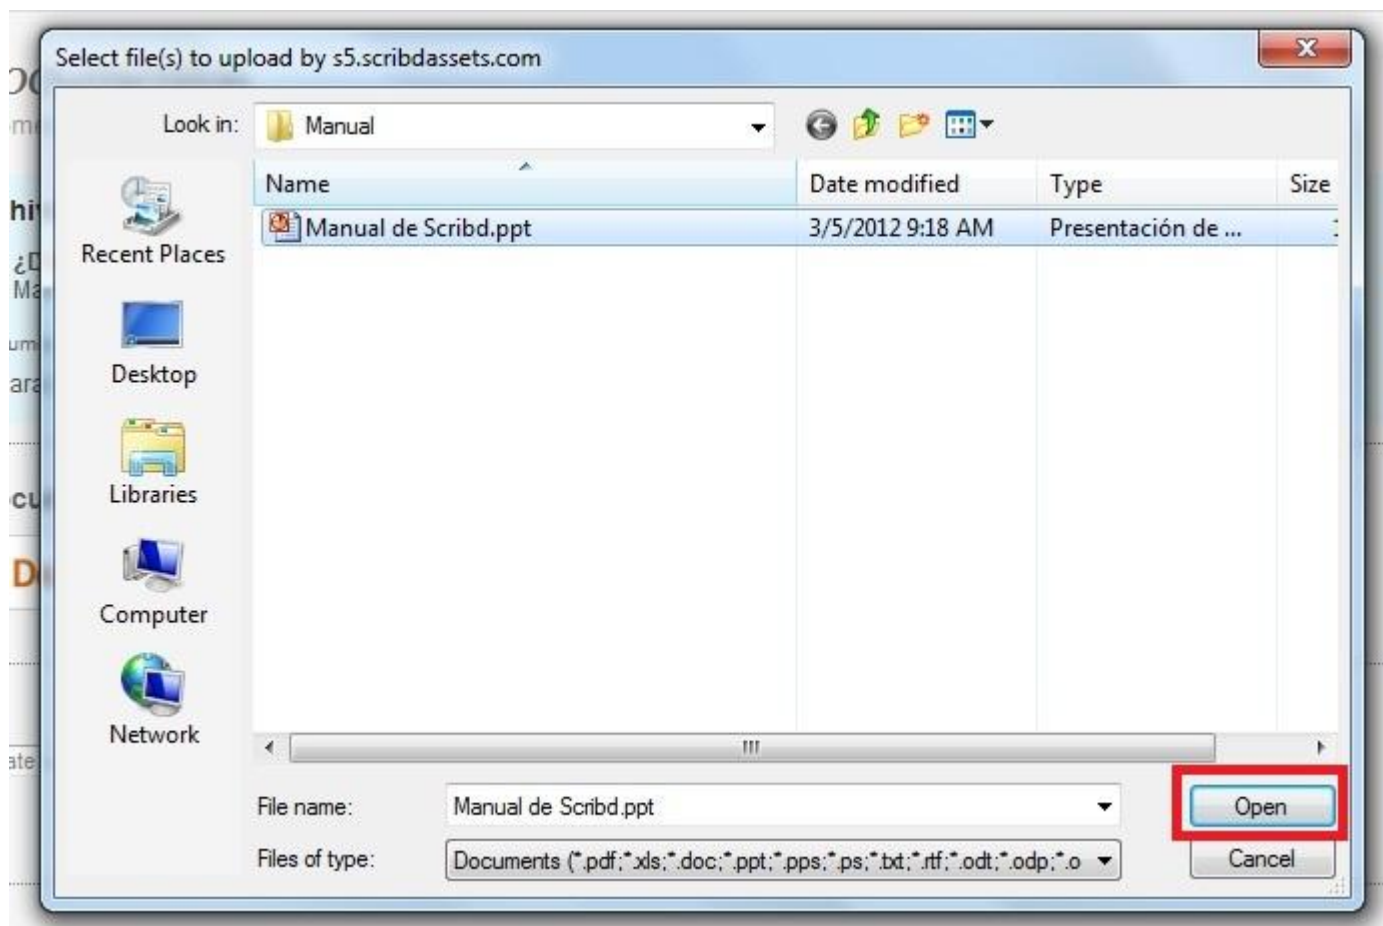 Select file(s) to upload by s5.scribdassets.com
Look in: Manual
Name Date modified Type Size
Manual de Scribd.ppt 3/5/2012 9:18 AM Presentación de ...
Recent Places
Desktop
Libraries
Computer
Network
File name: Manual de Scribd.ppt Open
Files of type: Documents (*.pdf;*.xls;*.doc;*.ppt;*.pps;*.ps;*.txt;*.rtf;*.odt;*.odp;*.o Cancel